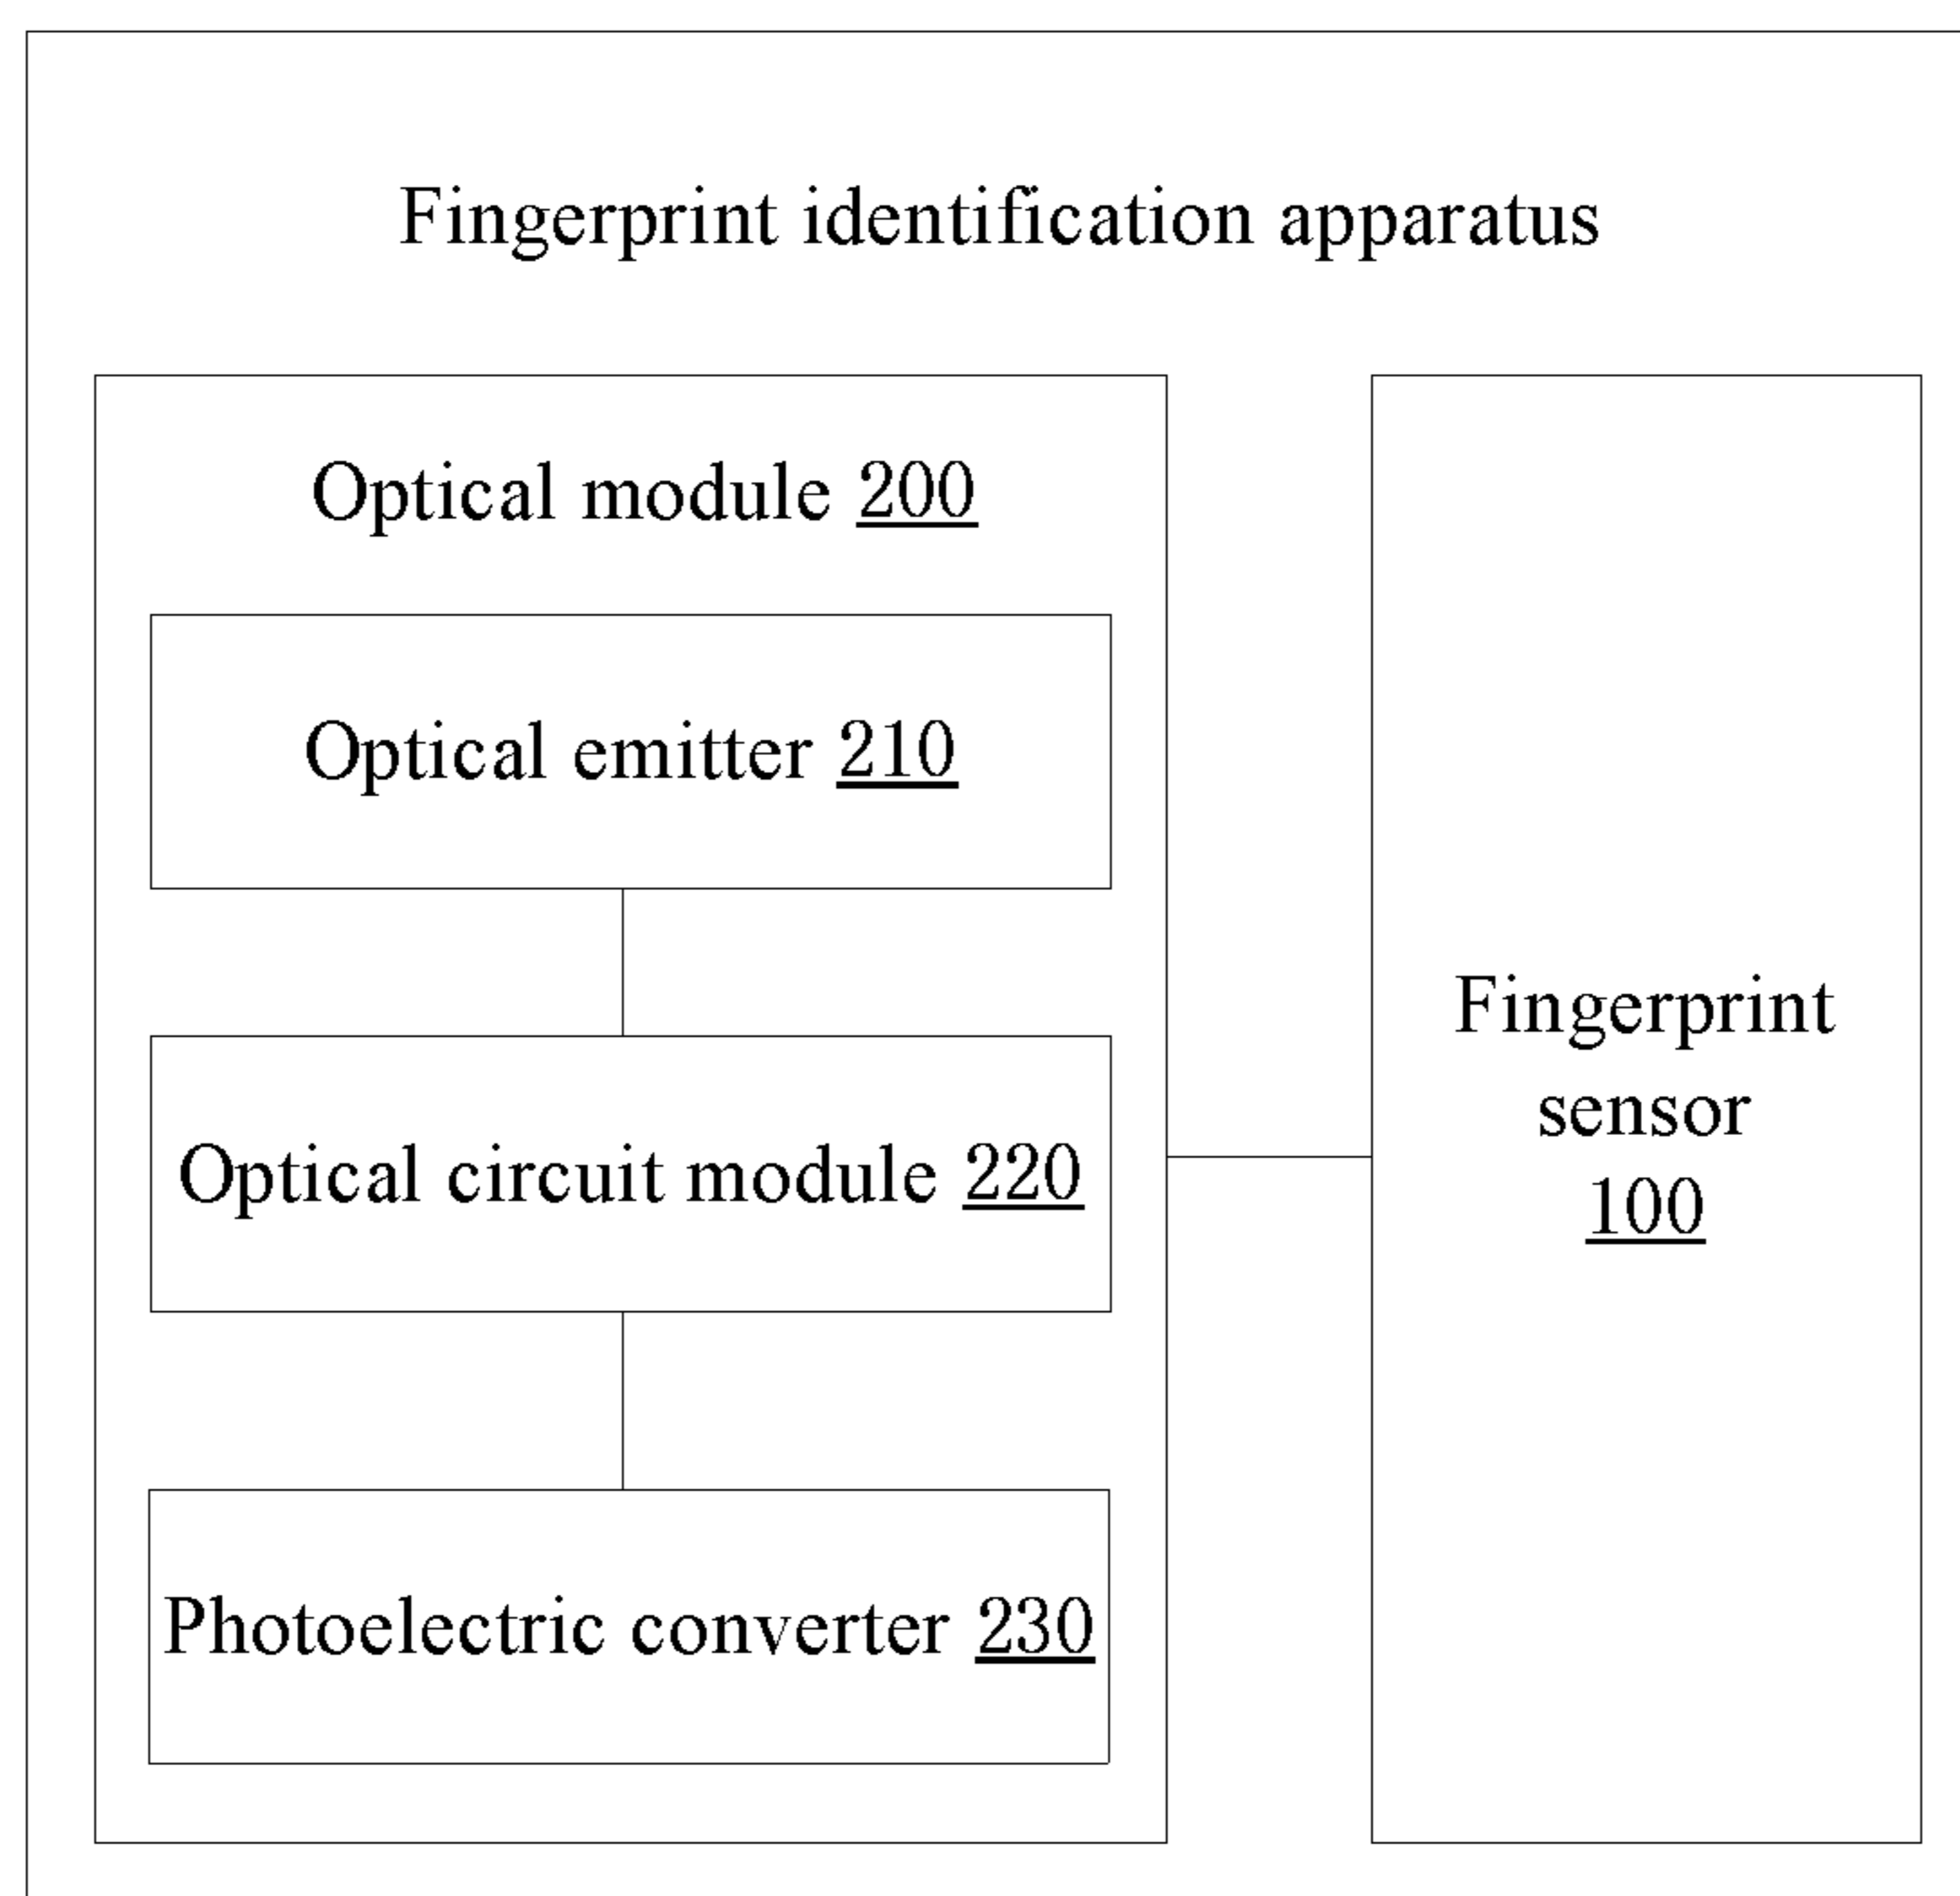 Fingerprint identification apparatus
Optical module 200
Optical emitter 210
Optical circuit module 220
Photoelectric converter 230
Fingerprint
sensor
100